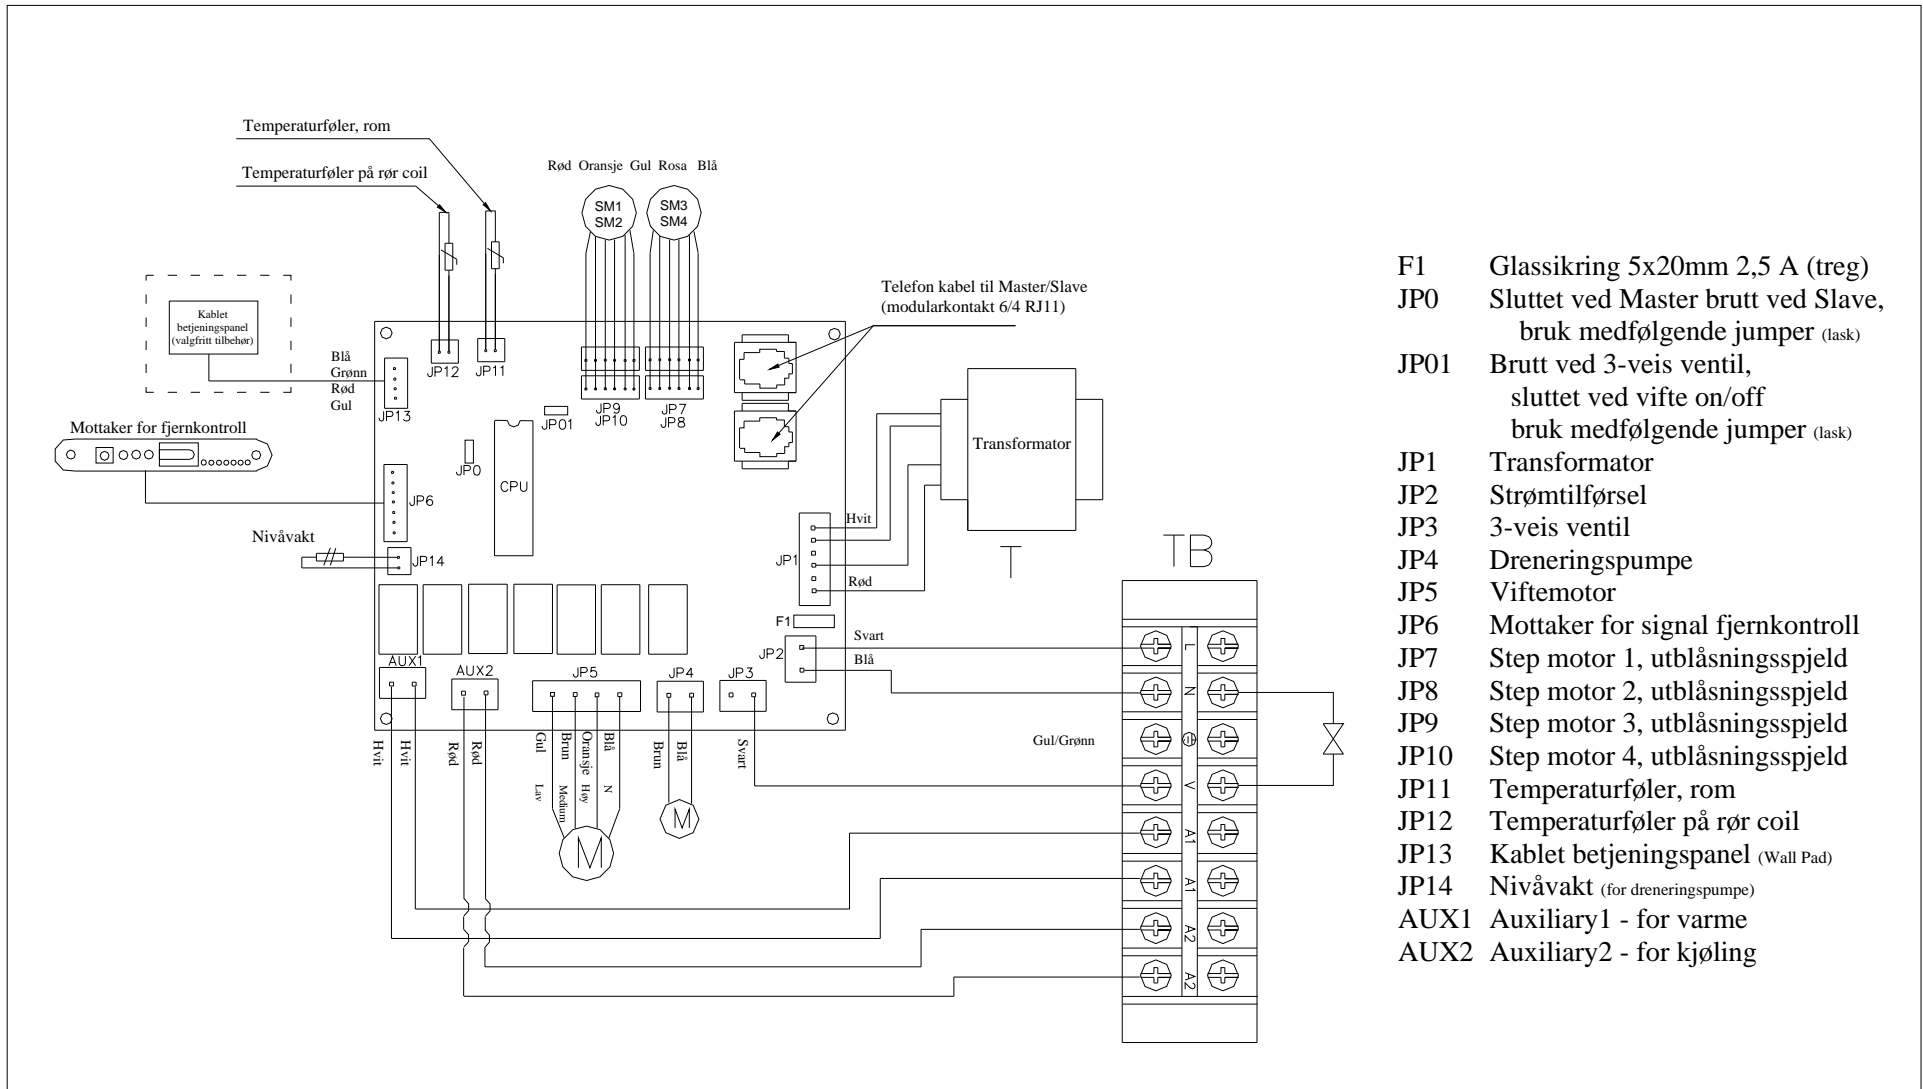 Temperaturføler, rom
Temperaturføler på rør coil
Rød Oransje Gul Rosa Blå
SM1
SM2
SM3
SM4
Telefon kabel til Master/Slave
(modularkontakt 6/4 RJ11)
Kablet
betjeningspanel
(valgfritt tilbehør)
Blå
Grønn
Rød
Gul
JP13
JP12
JP11
JP9
JP10
JP7
JP8
JP01
JP0
CPU
Mottaker for fjernkontroll
JP6
Nivåvakt
JP14
Transformator
T
Hvit
JP1
Rød
F1
JP2
Svart
Blå
TB
AUX1
AUX2
JP5
JP4
JP3
Hvit
Hvit
Rød
Rød
Gul
Brun
Oransje
Blå
Lav
Medium
Høy
N
Brun
Blå
Svart
M
M
Gul/Grønn
L
N
V
A1
A1
A2
A2
F1 Glassikring 5x20mm 2,5 A (treg)
JP0 Sluttet ved Master brutt ved Slave,
bruk medfølgende jumper (lask)
JP01 Brutt ved 3-veis ventil,
sluttet ved vifte on/off
bruk medfølgende jumper (lask)
JP1 Transformator
JP2 Strømtilførsel
JP3 3-veis ventil
JP4 Dreneringspumpe
JP5 Viftemotor
JP6 Mottaker for signal fjernkontroll
JP7 Step motor 1, utblåsningsspjeld
JP8 Step motor 2, utblåsningsspjeld
JP9 Step motor 3, utblåsningsspjeld
JP10 Step motor 4, utblåsningsspjeld
JP11 Temperaturføler, rom
JP12 Temperaturføler på rør coil
JP13 Kablet betjeningspanel (Wall Pad)
JP14 Nivåvakt (for dreneringspumpe)
AUX1 Auxiliary1 - for varme
AUX2 Auxiliary2 - for kjøling